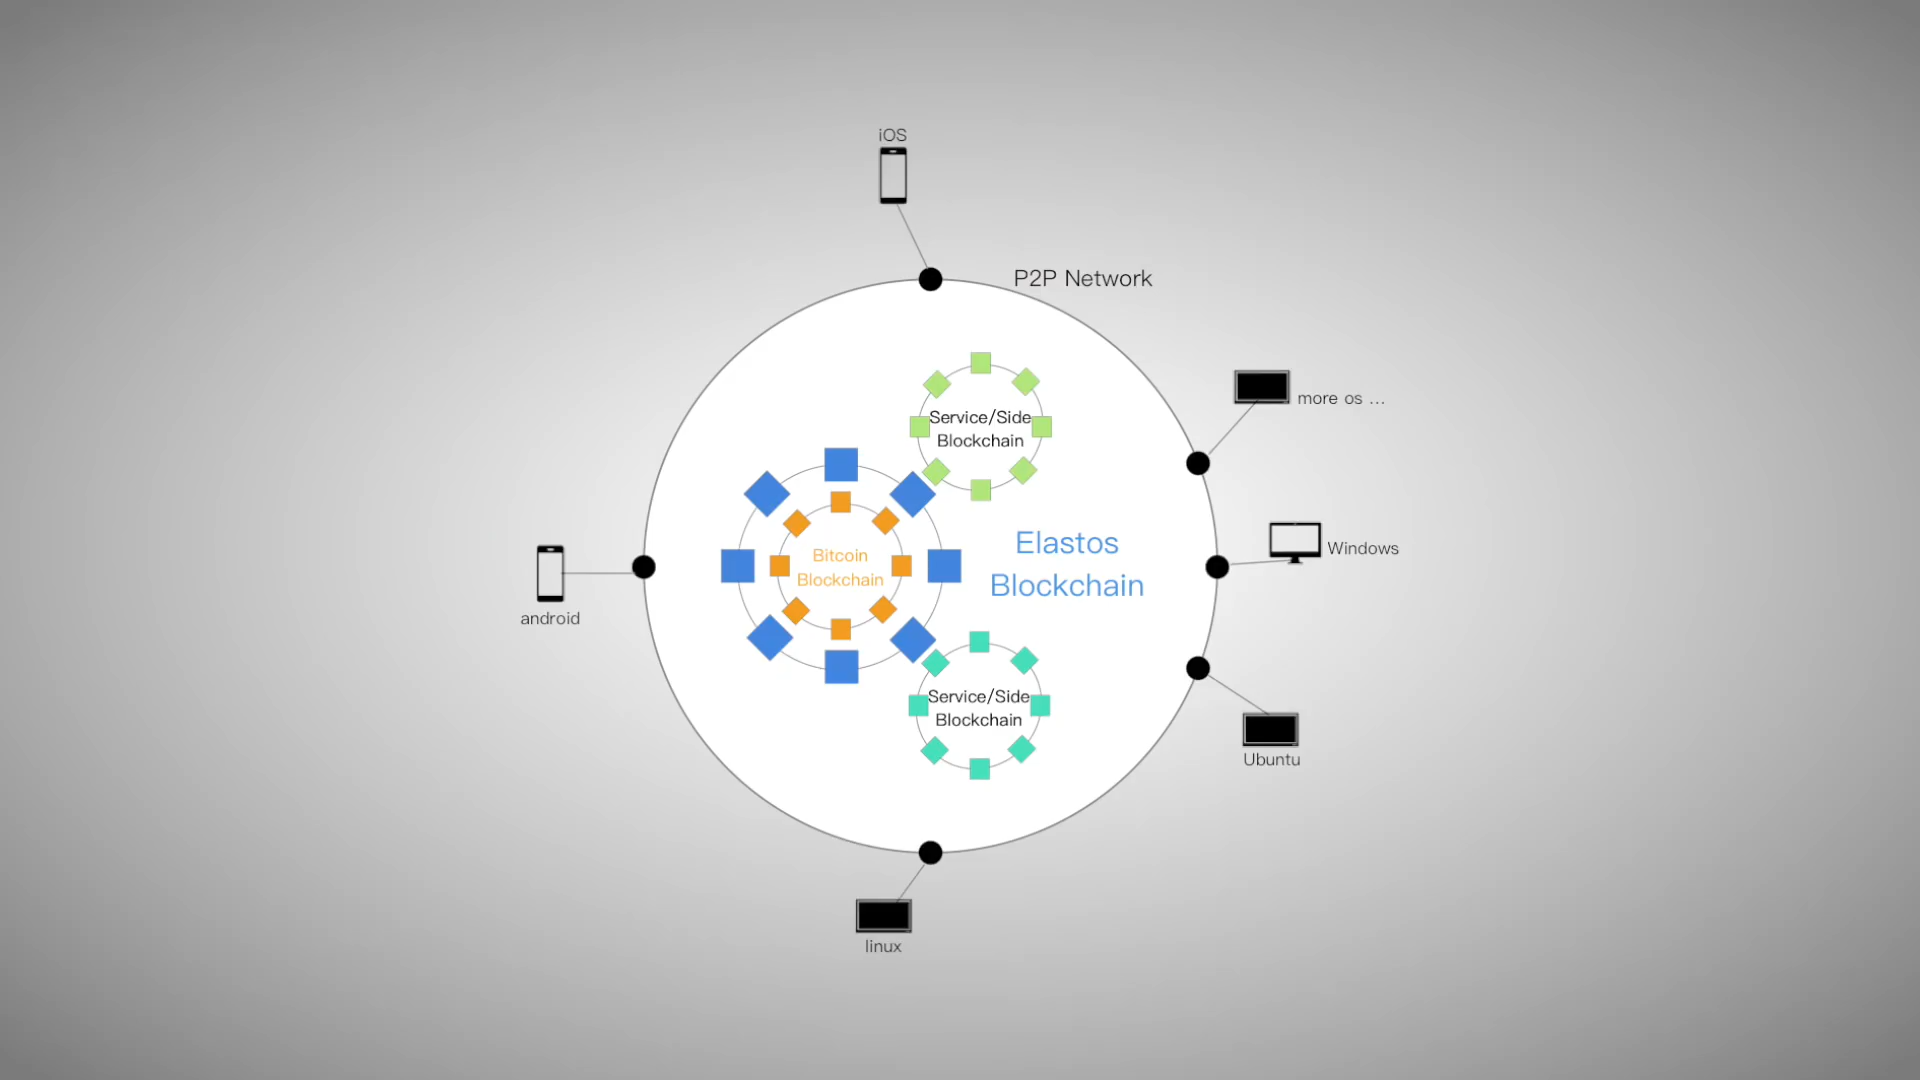 iOS
P2P Network
more os ...
Service/Side
Blockchain
Elastos
Blockchain
Bitcoin
Blockchain
Windows
android
Service/Side
Blockchain
Ubuntu
linux